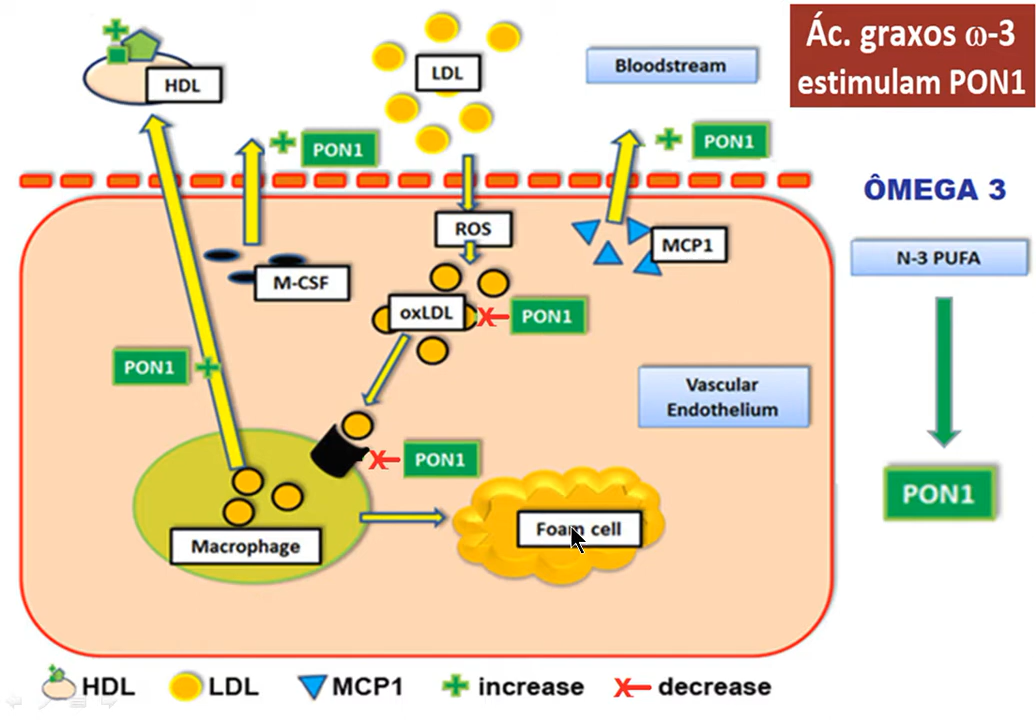 Ác. graxos ω-3
estimulam PON1
HDL
LDL
Bloodstream
PON1
PON1
ÔMEGA 3
ROS
MCP1
N-3 PUFA
M-CSF
oxLDL
PON1
PON1
Vascular
Endothelium
PON1
PON1
Foam cell
Macrophage
HDL
LDL
MCP1
increase
decrease